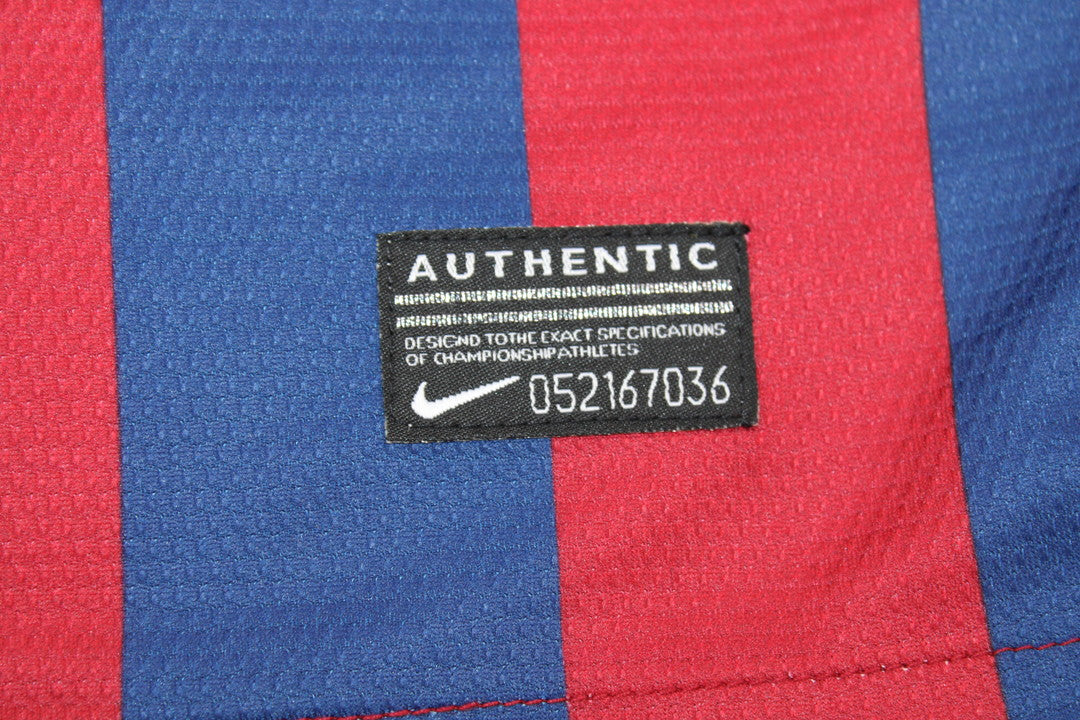 AUTHENTIC
DESIGND TOTHE EXACT SPECIFICATIONS
OF CHAMPIONSHIPATHLETES
052167036